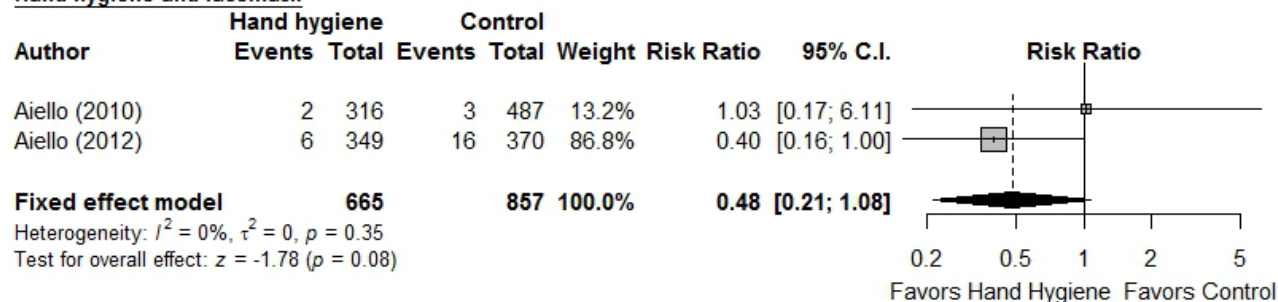 Hand hygiene and facemask
Hand hygiene Control
Author Events Total Events Total Weight Risk Ratio 95% C.I. Risk Ratio
Aiello (2010) 2 316 3 487 13.2% 1.03 [0.17; 6.11]
Aiello (2012) 6 349 16 370 86.8% 0.40 [0.16; 1.00]
Fixed effect model 665 857 100.0% 0.48 [0.21; 1.08]
Heterogeneity: I² = 0%, τ² = 0, p = 0.35
Test for overall effect: z = -1.78 (p = 0.08)
0.2 0.5 1 2 5
Favors Hand Hygiene Favors Control